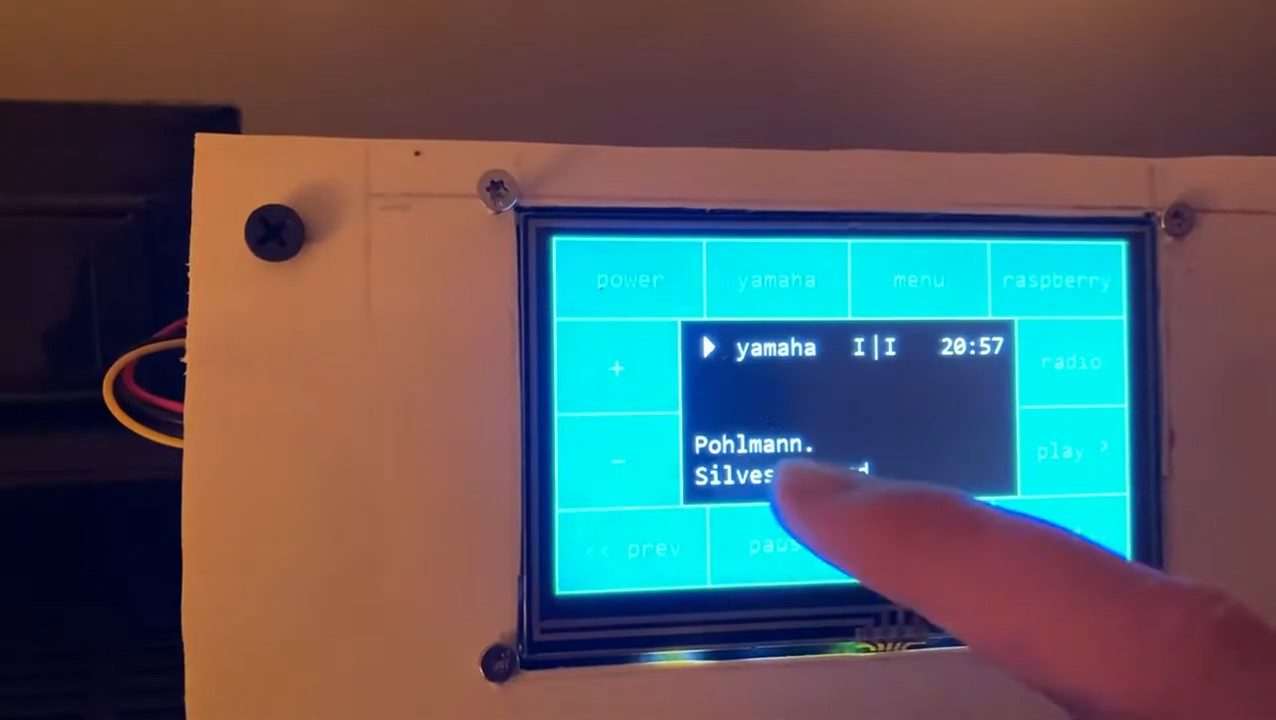 power yamaha menu raspberry
▶ yamaha I|I 20:57
+ radio
Pohlmann.
- play >
<< prev